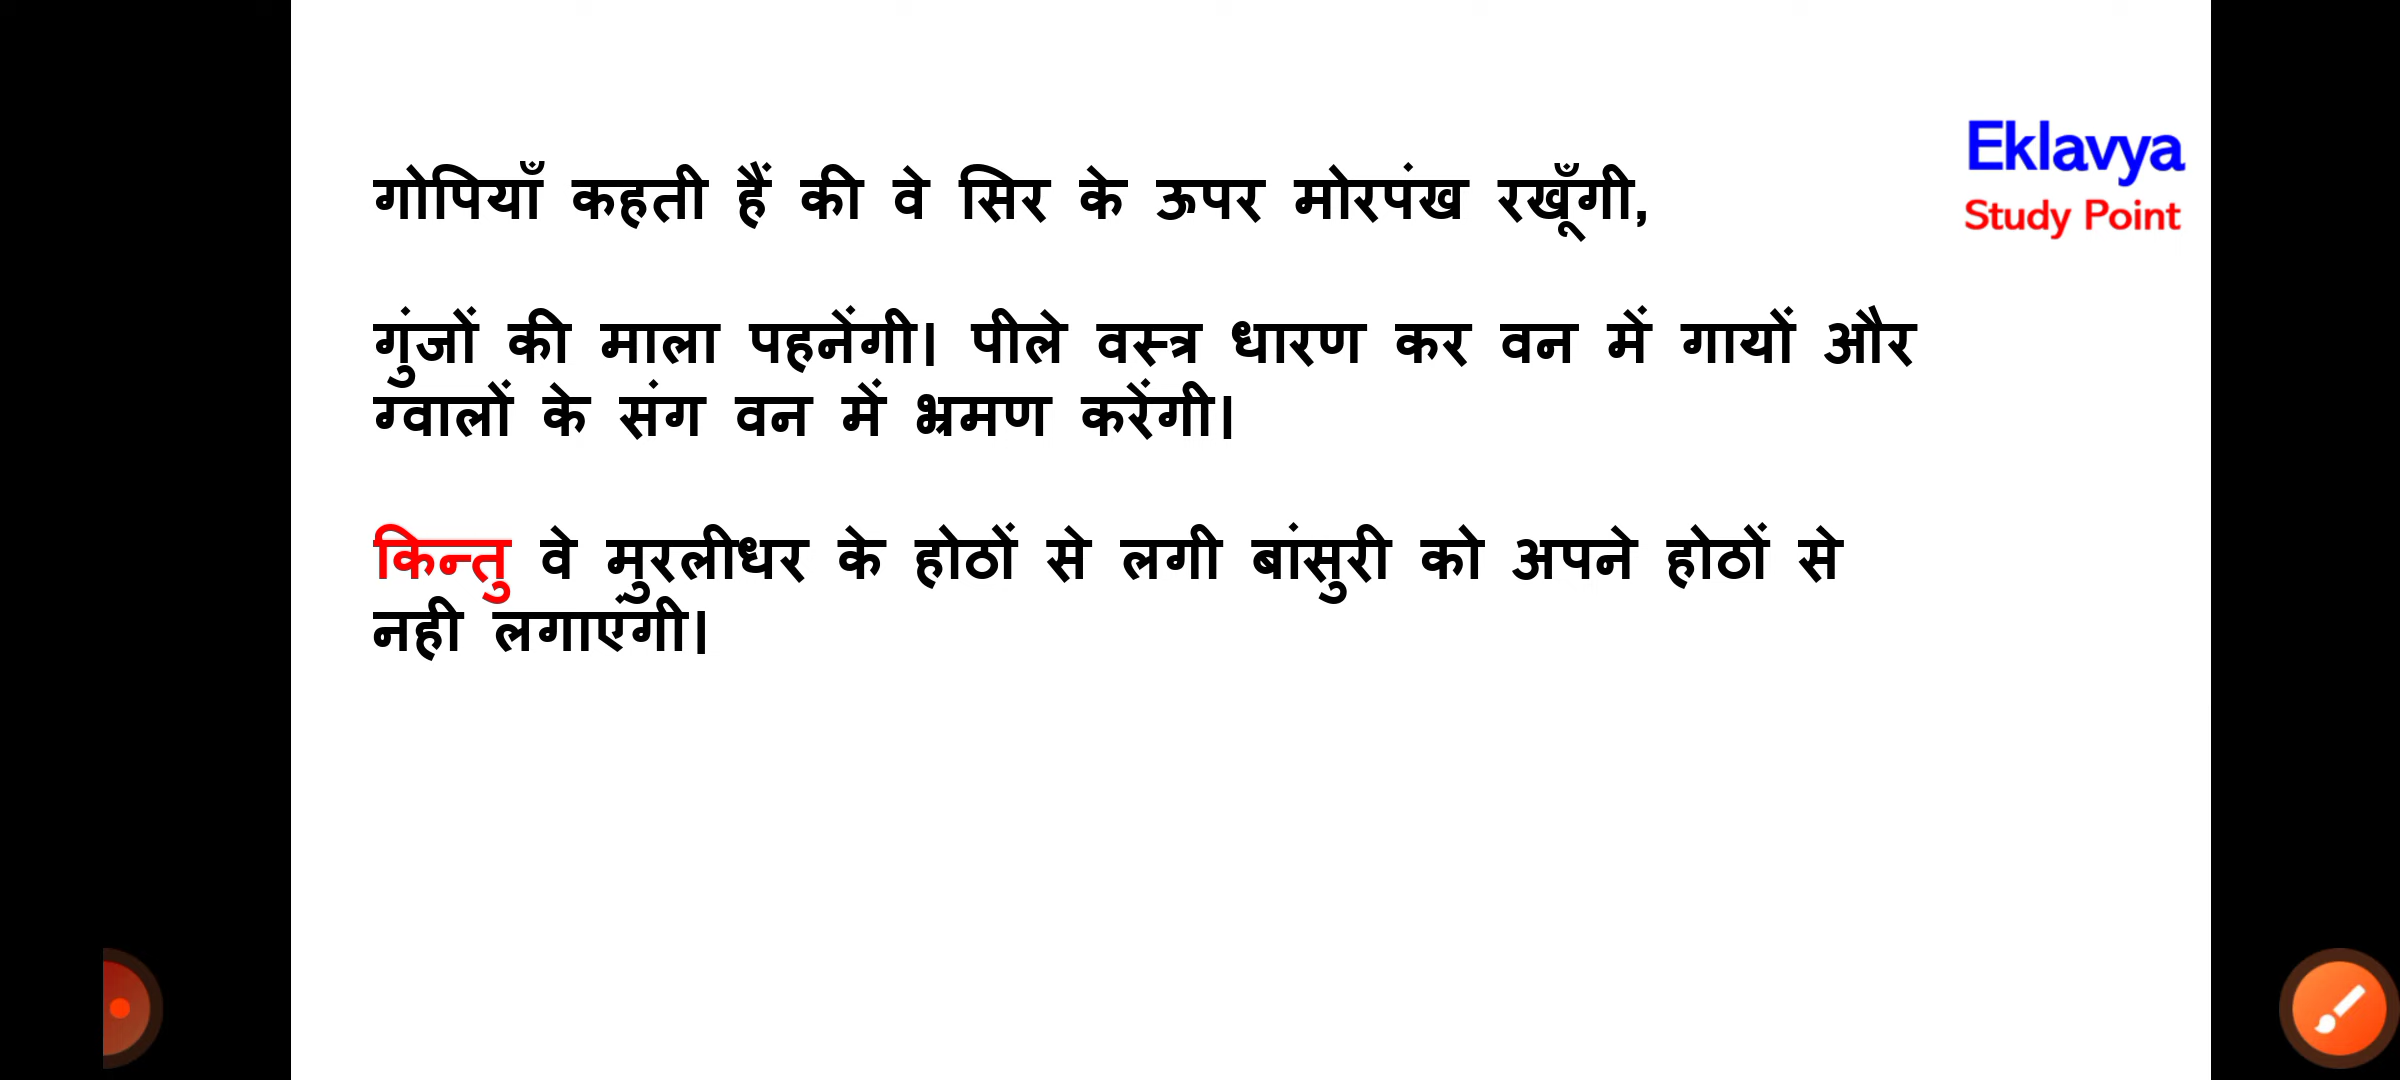 गोपियाँ कहती हैं की वे सिर के ऊपर मोरपंख रखूँगी,
Eklavya
Study Point
गुंजों की माला पहनेंगी। पीले वस्त्र धारण कर वन में गायों और
ग्वालों के संग वन में भ्रमण करेंगी।
किन्तु वे मुरलीधर के होठों से लगी बांसुरी को अपने होठों से
नही लगाएंगी।